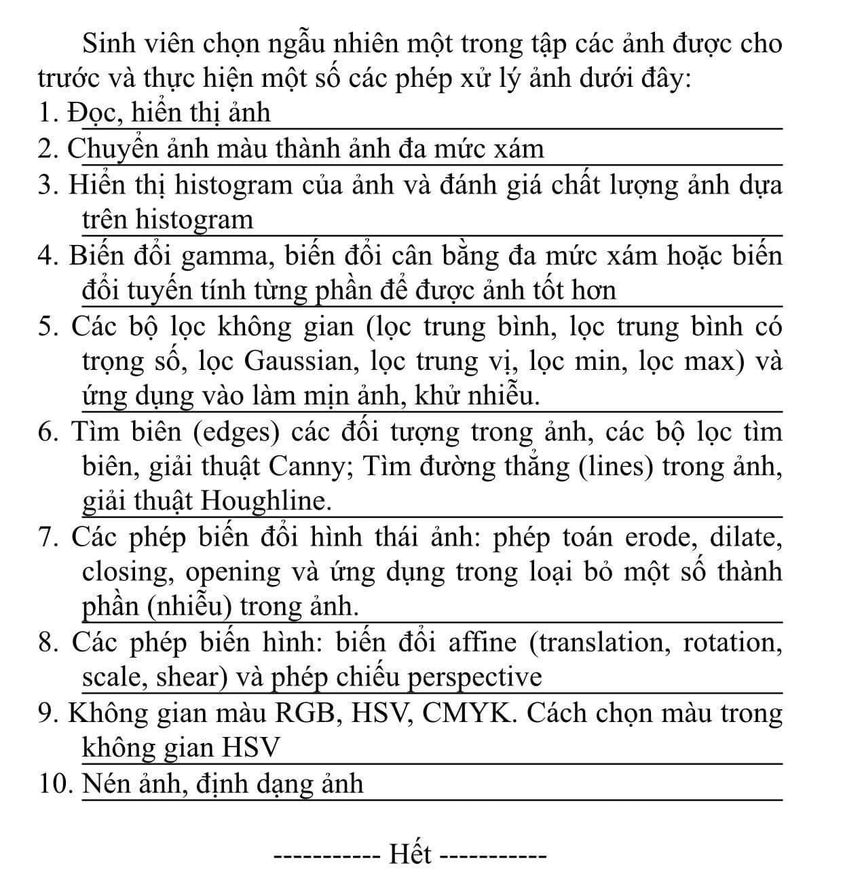 Sinh viên chọn ngẫu nhiên một trong tập các ảnh được cho
trước và thực hiện một số các phép xử lý ảnh dưới đây:
1. Đọc, hiển thị ảnh
2. Chuyển ảnh màu thành ảnh đa mức xám
3. Hiển thị histogram của ảnh và đánh giá chất lượng ảnh dựa
trên histogram
4. Biến đổi gamma, biến đổi cân bằng đa mức xám hoặc biến
đổi tuyến tính từng phần để được ảnh tốt hơn
5. Các bộ lọc không gian (lọc trung bình, lọc trung bình có
trọng số, lọc Gaussian, lọc trung vị, lọc min, lọc max) và
ứng dụng vào làm mịn ảnh, khử nhiễu.
6. Tìm biên (edges) các đối tượng trong ảnh, các bộ lọc tìm
biên, giải thuật Canny; Tìm đường thẳng (lines) trong ảnh,
giải thuật Houghline.
7. Các phép biến đổi hình thái ảnh: phép toán erode, dilate,
closing, opening và ứng dụng trong loại bỏ một số thành
phần (nhiễu) trong ảnh.
8. Các phép biến hình: biến đổi affine (translation, rotation,
scale, shear) và phép chiếu perspective
9. Không gian màu RGB, HSV, CMYK. Cách chọn màu trong
không gian HSV
10. Nén ảnh, định dạng ảnh
----------- Hết -----------